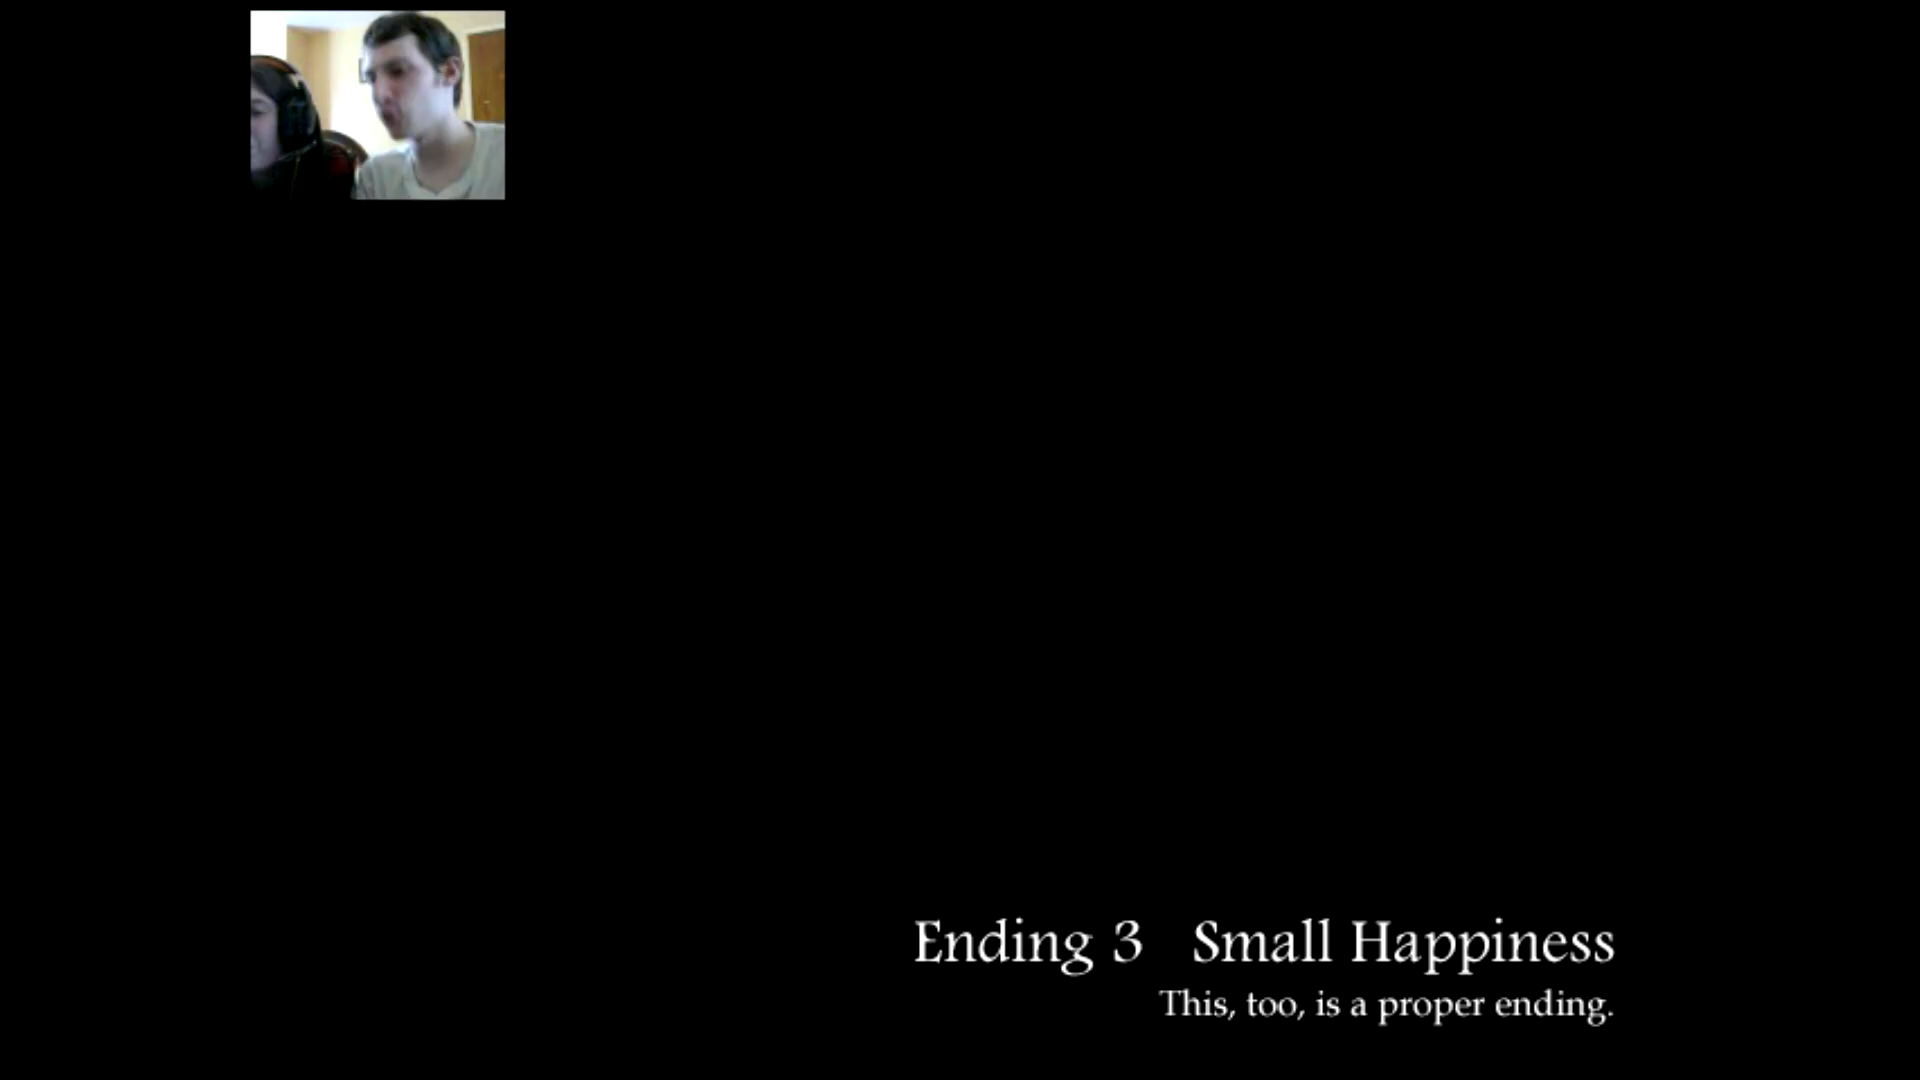 Ending 3 Small Happiness
This, too, is a proper ending.